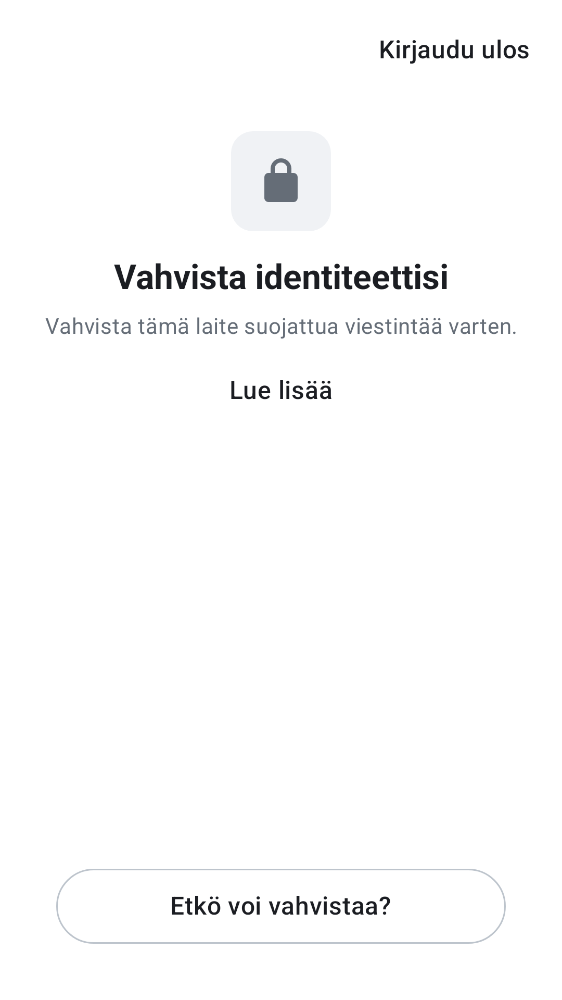 Kirjaudu ulos
Vahvista identiteettisi
Vahvista tämä laite suojattua viestintää varten.
Lue lisää
Etkö voi vahvistaa?